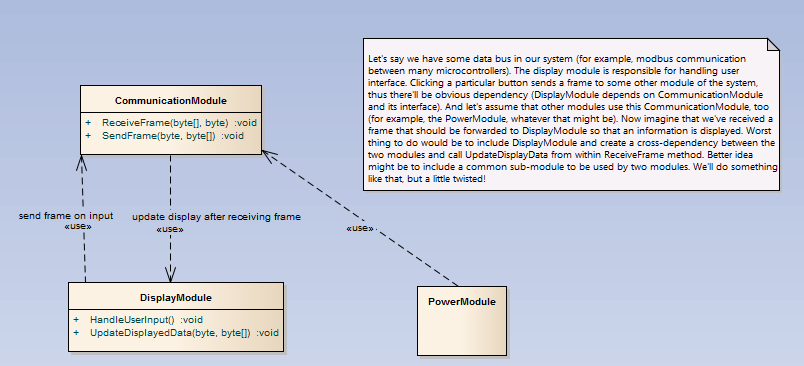 Let's say we have some data bus in our system (for example, modbus communication
between many microcontrollers). The display module is responsible for handling user
interface. Clicking a particular button sends a frame to some other module of the system,
thus there'll be obvious dependency (DisplayModule depends on CommunicationModule
and its interface). And let's assume that other modules use this CommunicationModule, too
(for example, the PowerModule, whatever that might be). Now imagine that we've received a
frame that should be forwarded to DisplayModule so that an information is displayed. Worst
thing to do would be to include DisplayModule and create a cross-dependency between the
two modules and call UpdateDisplayData from within ReceiveFrame method. Better idea
might be to include a common sub-module to be used by two modules. We'll do something
like that, but a little twisted!
CommunicationModule
+ ReceiveFrame(byte[], byte) :void
+ SendFrame(byte, byte[]) :void
send frame on input
«use»
update display after receiving frame
«use»
«use»
DisplayModule
+ HandleUserInput() :void
+ UpdateDisplayedData(byte, byte[]) :void
PowerModule